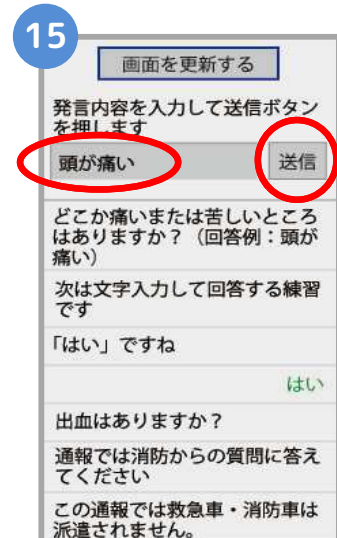 15
画面を更新する
発言内容を入力して送信ボタン
を押します
頭が痛い
送信
どこか痛いまたは苦しいところ
はありますか？（回答例：頭が
痛い）
次は文字入力して回答する練習
です
「はい」ですね
はい
出血はありますか？
通報では消防からの質問に答え
てください
この通報では救急車・消防車は
派遣されません。